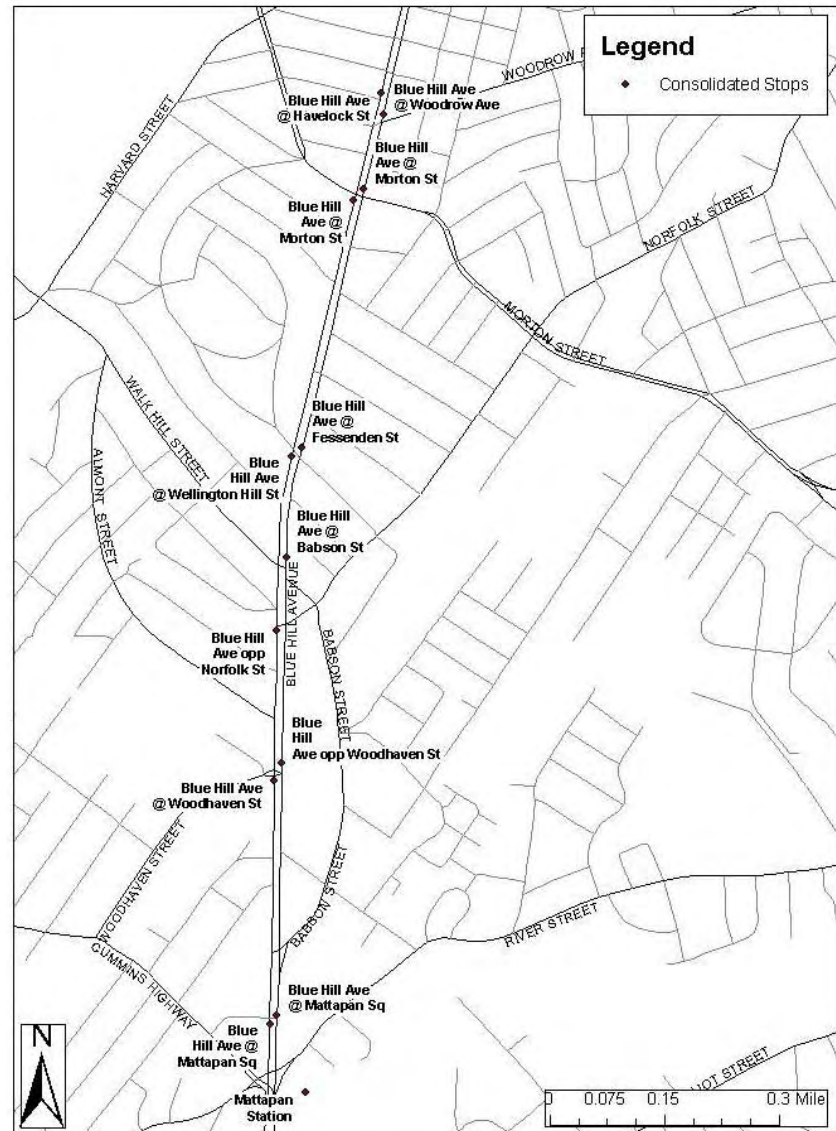 Legend
Consolidated Stops
WOODROW
HARVARD STREET
Blue Hill Ave
@ Havelock St
Blue Hill Ave
@ Woodrow Ave
Blue Hill
Ave @
Morton St
Blue Hill
Ave @
Morton St
NORFOLK STREET
MORTON STREET
WALK HILL STREET
ALMONT STREET
Blue Hill
Ave @
Fessenden St
Blue
Hill Ave
@ Wellington Hill St
Blue Hill
Ave @
Babson St
BLUE HILL AVENUE
Blue Hill
Ave opp
Norfolk St
BABSON STREET
Blue
Hill
Ave opp Woodhaven St
Blue Hill Ave
@ Woodhaven St
WOODHAVEN STREET
BABSON STREET
RIVER STREET
CUMMINS HIGHWAY
Blue Hill Ave
@ Mattapan Sq
Blue
Hill Ave @
Mattapan Sq
Mattapan
Station
N
STREET
0 0.075 0.15 0.3 Mile